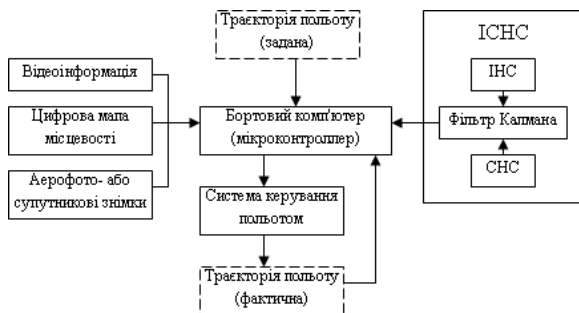 Траєкторія польоту
(задана)
ІСНС
Відеоінформація
ІНС
Цифрова мапа
місцевості
Бортовий комп'ютер
(мікроконтроллер)
Фільтр Калмана
СНС
Аерофото- або
супутникові знімки
Система керування
польотом
Траєкторія польоту
(фактична)